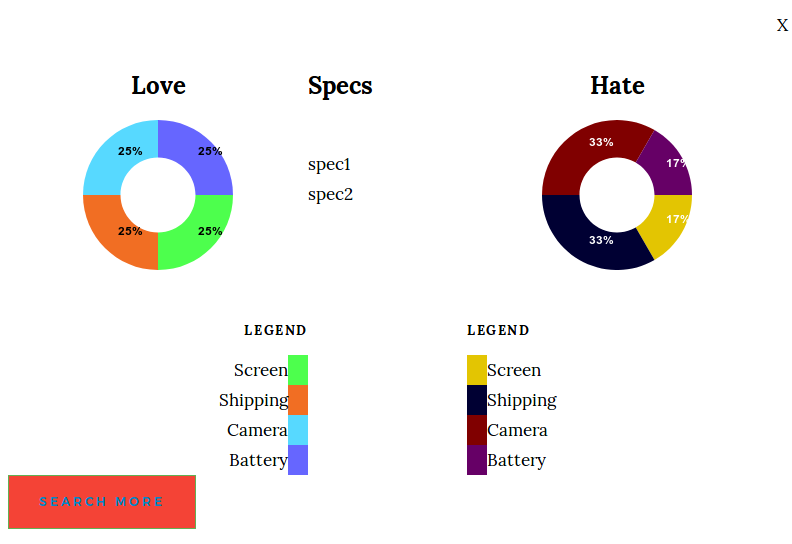 X
Love
Specs
Hate
25%
25%
25%
25%
spec1
spec2
33%
17%
33%
17%
LEGEND
Screen
Shipping
Camera
Battery
LEGEND
Screen
Shipping
Camera
Battery
SEARCH MORE